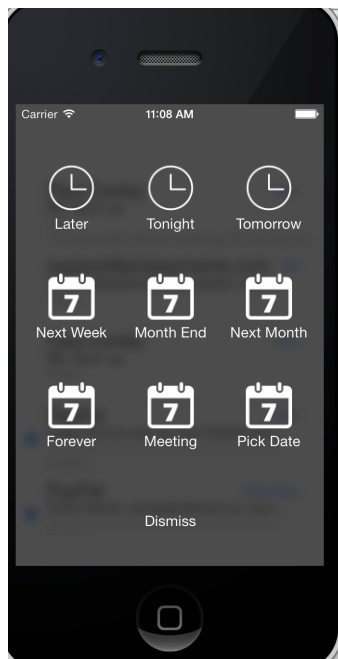 Carrier 11:08 AM
Later Tonight Tomorrow
7 7 7
Next Week Month End Next Month
7 7 7
Forever Meeting Pick Date
Dismiss